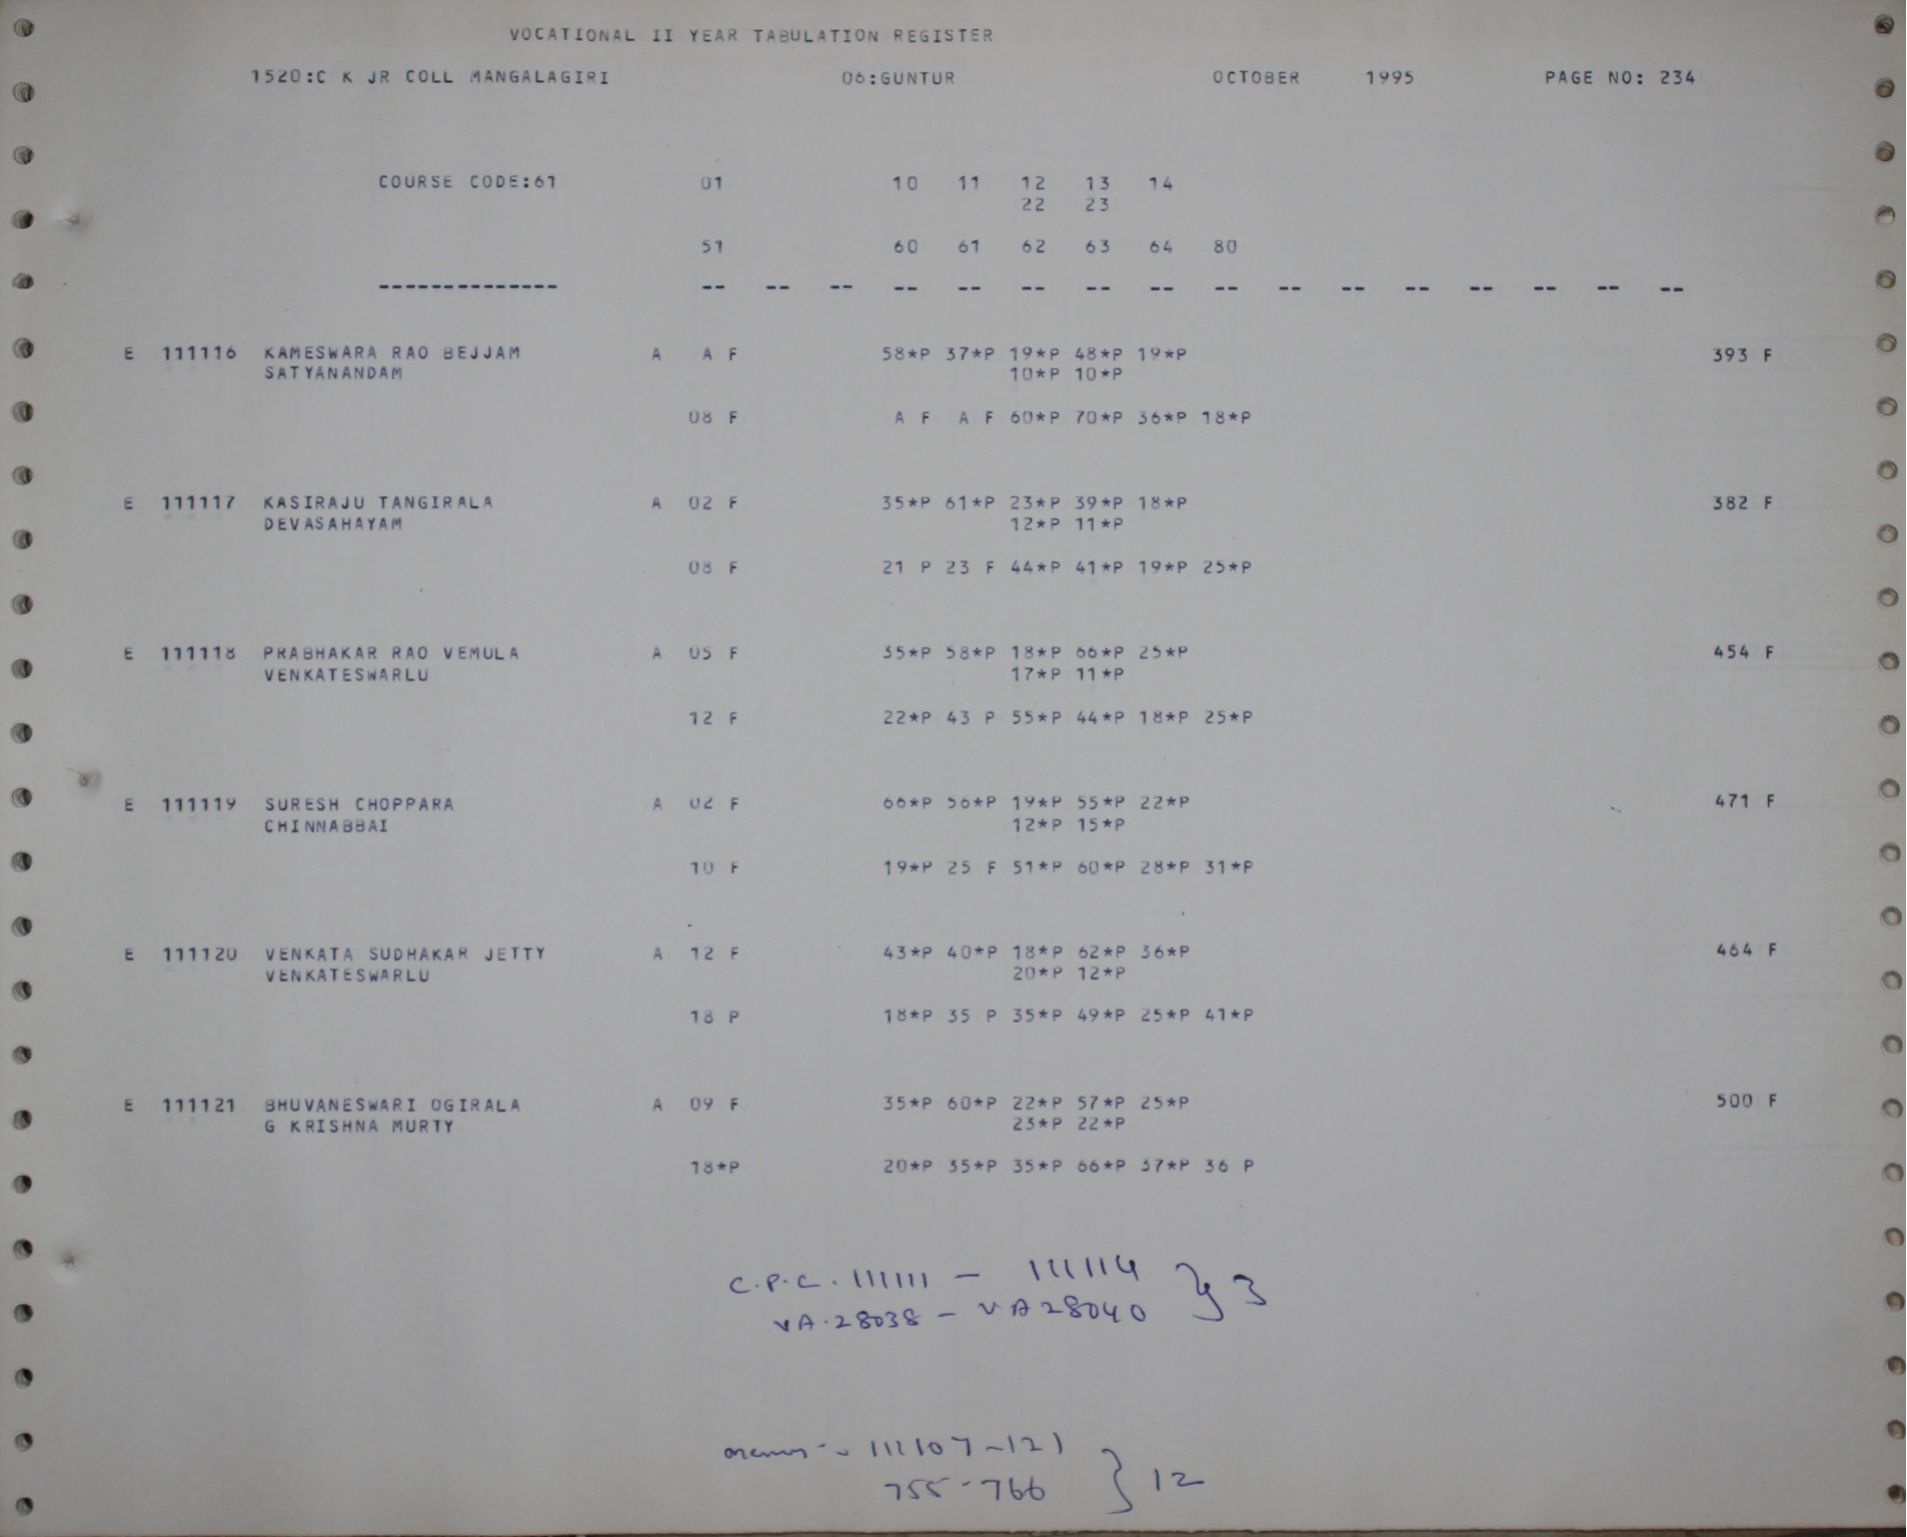 VOCATIONAL II YEAR TABULATION REGISTER
1520:C K JR COLL MANGALAGIRI 06:GUNTUR OCTOBER 1995 PAGE NO: 234
COURSE CODE:61 01 10 11 12 13 14
22 23
51 60 61 62 63 64 80
-------------- -- -- -- -- -- -- -- -- -- -- -- -- -- -- -- --
E 111116 KAMESWARA RAO BEJJAM A A F 58*P 37*P 19*P 48*P 19*P 393 F
SATYANANDAM 10*P 10*P
08 F A F A F 60*P 70*P 36*P 18*P
E 111117 KASIRAJU TANGIRALA A 02 F 35*P 61*P 23*P 39*P 18*P 382 F
DEVASAHAYAM 12*P 11*P
08 F 21 P 23 F 44*P 41*P 19*P 25*P
E 111118 PRABHAKAR RAO VEMULA A 05 F 35*P 58*P 18*P 66*P 25*P 454 F
VENKATESWARLU 17*P 11*P
12 F 22*P 43 P 55*P 44*P 18*P 25*P
E 111119 SURESH CHOPPARA A 02 F 66*P 56*P 19*P 55*P 22*P 471 F
CHINNABBAI 12*P 15*P
10 F 19*P 25 F 51*P 60*P 28*P 31*P
E 111120 VENKATA SUDHAKAR JETTY A 12 F 43*P 40*P 18*P 62*P 36*P 464 F
VENKATESWARLU 20*P 12*P
18 P 18*P 35 P 35*P 49*P 25*P 41*P
E 111121 BHUVANESWARI OGIRALA A 09 F 35*P 60*P 22*P 57*P 25*P 500 F
G KRISHNA MURTY 23*P 22*P
18*P 20*P 35*P 35*P 66*P 37*P 36 P
C.P.C. 111111 - 111114 } 3
VA.28038 - VA 28040
111107-121
755-766 } 12